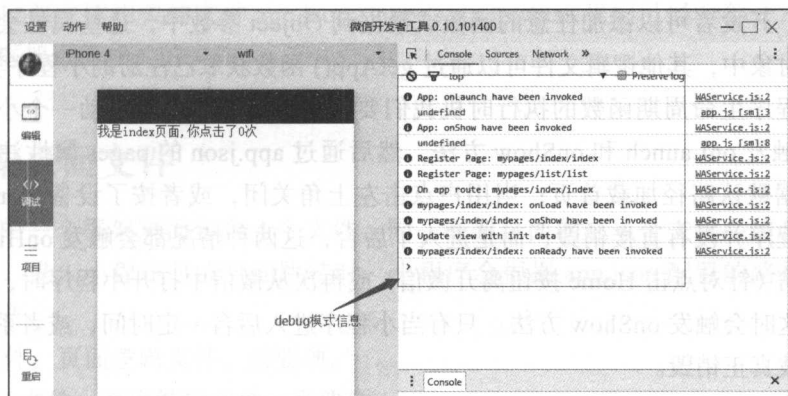 设置 动作 帮助 微信开发者工具 0.10.101400
iPhone 4 wifi Console Sources Network »
top Preserve log
App: onLaunch have been invoked WAService.js:2
undefined app.js [sm]:3
App: onShow have been invoked WAService.js:2
undefined app.js [sm]:8
Register Page: mypages/index/index WAService.js:2
Register Page: mypages/list/list WAService.js:2
On app route: mypages/index/index WAService.js:2
mypages/index/index: onLoad have been invoked WAService.js:2
mypages/index/index: onShow have been invoked WAService.js:2
Update view with init data WAService.js:2
mypages/index/index: onReady have been invoked WAService.js:2
>
我是index页面,你点击了0次
编辑
调试
项目
重启
debug模式信息
Console